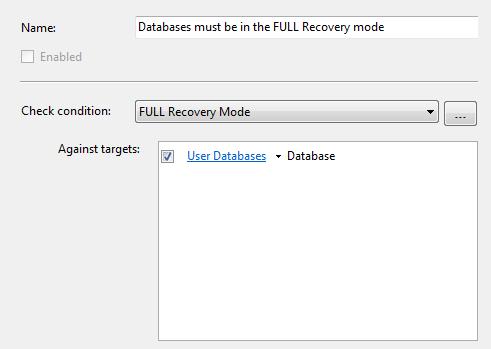 Name: Databases must be in the FULL Recovery mode
Enabled
Check condition: FULL Recovery Mode ...
Against targets: User Databases Database